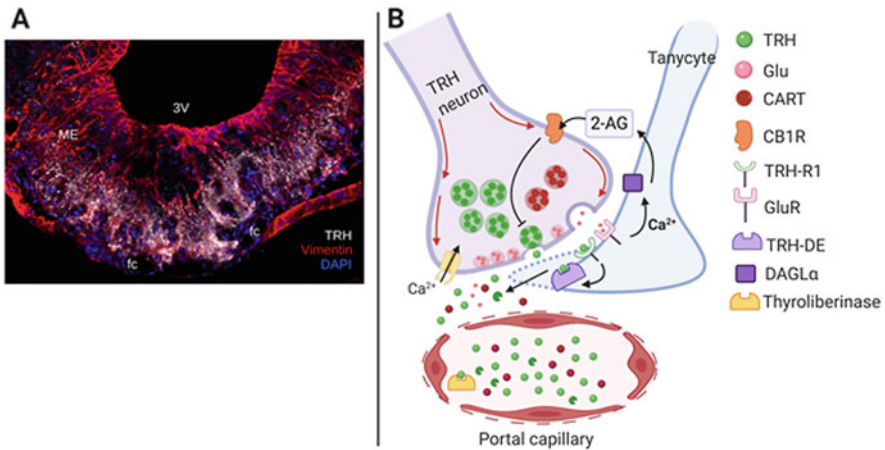 A
3V
ME
fc
fc
TRH
Vimentin
DAPI
B
TRH
neuron
Tanycyte
2-AG
Ca²⁺
Ca²⁺
Portal capillary
TRH
Glu
CART
CB1R
TRH-R1
GluR
TRH-DE
DAGLα
Thyroliberinase